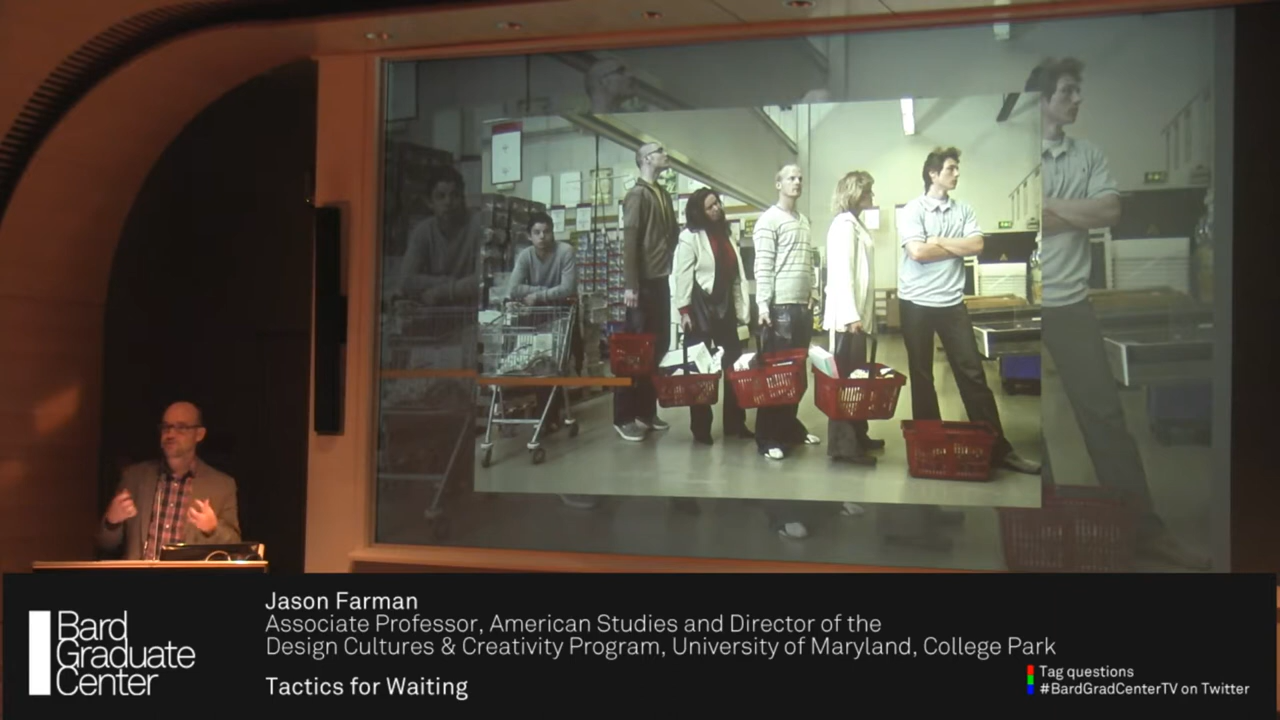 Bard
Graduate
Center
Jason Farman
Associate Professor, American Studies and Director of the
Design Cultures & Creativity Program, University of Maryland, College Park
Tactics for Waiting
Tag questions
#BardGradCenterTV on Twitter